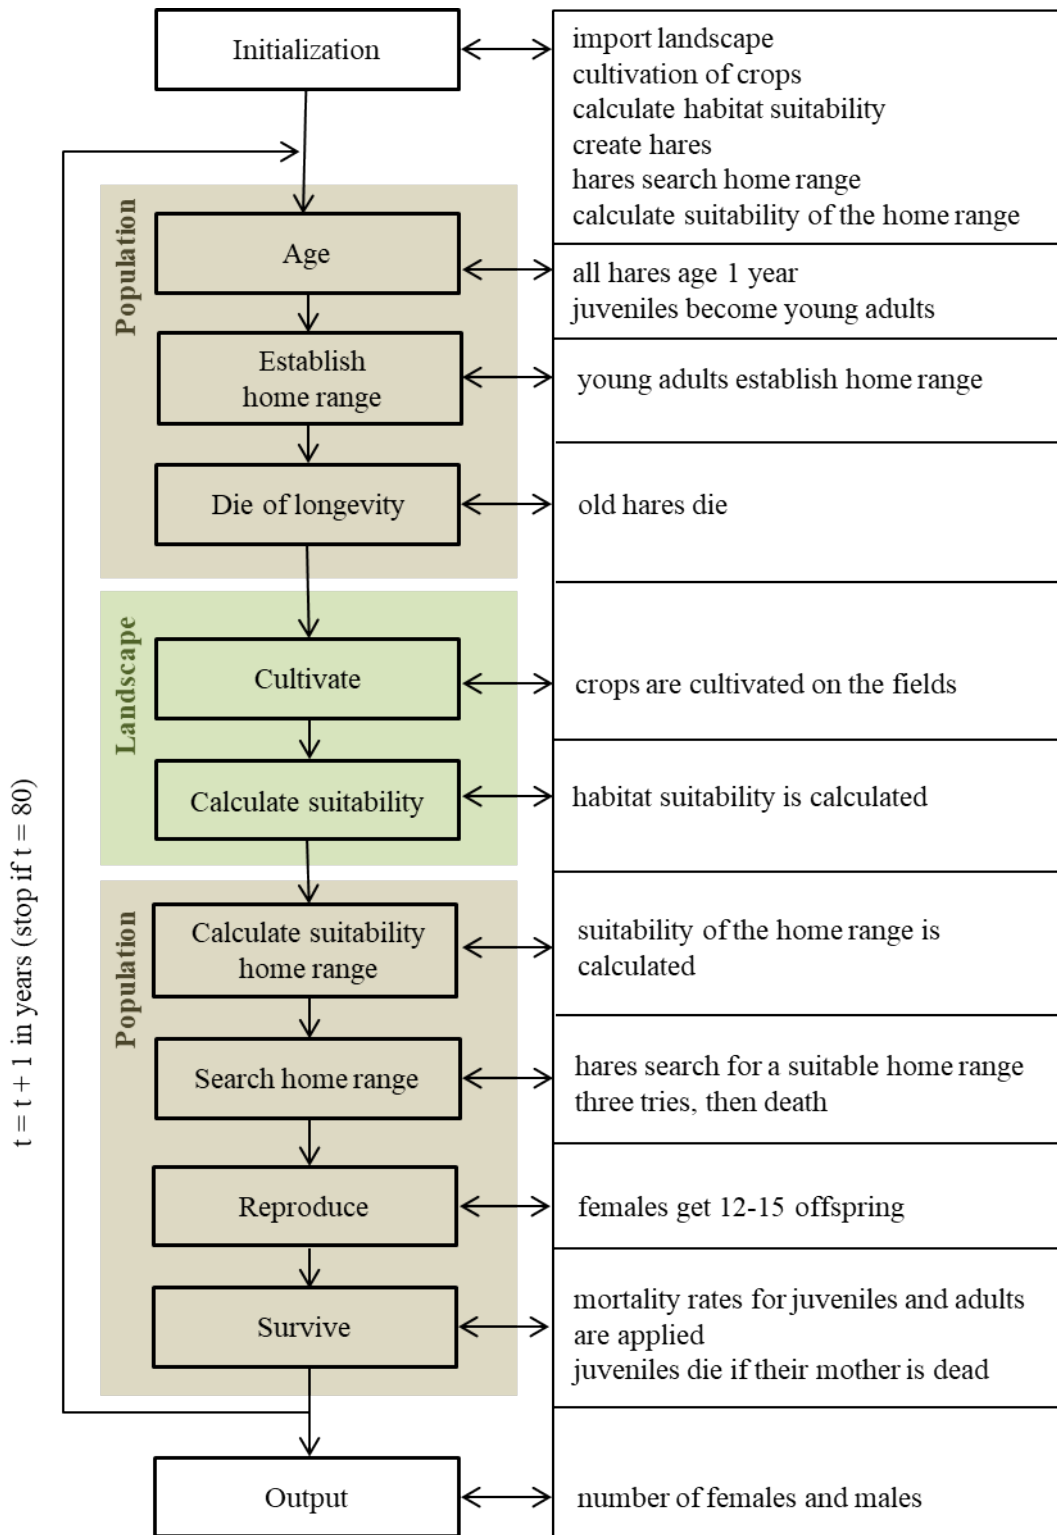 Initialization
import landscape
cultivation of crops
calculate habitat suitability
create hares
hares search home range
calculate suitability of the home range
Population
Age
all hares age 1 year
juveniles become young adults
Establish
home range
young adults establish home range
Die of longevity
old hares die
Landscape
Cultivate
crops are cultivated on the fields
Calculate suitability
habitat suitability is calculated
t = t + 1 in years (stop if t = 80)
Population
Calculate suitability
home range
suitability of the home range is
calculated
Search home range
hares search for a suitable home range
three tries, then death
Reproduce
females get 12-15 offspring
Survive
mortality rates for juveniles and adults
are applied
juveniles die if their mother is dead
Output
number of females and males